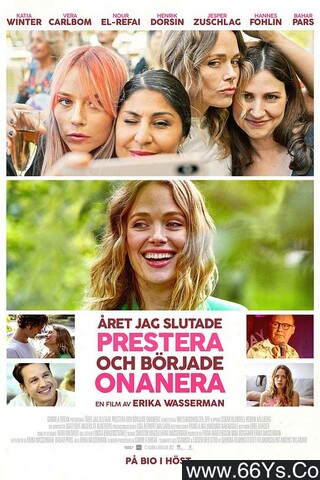 KATIA WINTER VERA CARLBOM NOUR EL-REFAI HENRIK DORSIN JESPER ZUSCHLAG HANNES FOHLIN BAHAR PARS
ÅRET JAG SLUTADE
PRESTERA
OCH BÖRJADE
ONANERA
EN FILM AV ERIKA WASSERMAN
PÅ BIO I HÖST
www.66Ys.Co